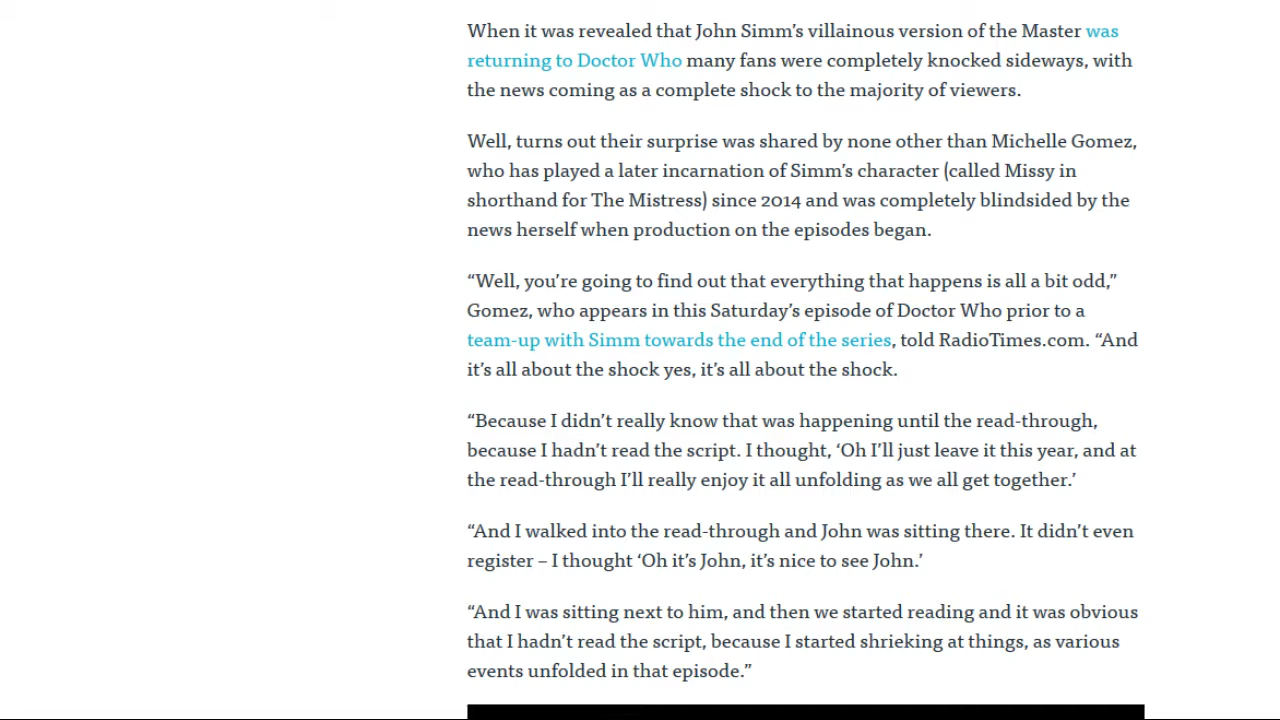 When it was revealed that John Simm’s villainous version of the Master was
returning to Doctor Who many fans were completely knocked sideways, with
the news coming as a complete shock to the majority of viewers.
Well, turns out their surprise was shared by none other than Michelle Gomez,
who has played a later incarnation of Simm’s character (called Missy in
shorthand for The Mistress) since 2014 and was completely blindsided by the
news herself when production on the episodes began.
“Well, you’re going to find out that everything that happens is all a bit odd,”
Gomez, who appears in this Saturday’s episode of Doctor Who prior to a
team-up with Simm towards the end of the series, told RadioTimes.com. “And
it’s all about the shock yes, it’s all about the shock.
“Because I didn’t really know that was happening until the read-through,
because I hadn’t read the script. I thought, ‘Oh I’ll just leave it this year, and at
the read-through I’ll really enjoy it all unfolding as we all get together.’
“And I walked into the read-through and John was sitting there. It didn’t even
register – I thought ‘Oh it’s John, it’s nice to see John.’
“And I was sitting next to him, and then we started reading and it was obvious
that I hadn’t read the script, because I started shrieking at things, as various
events unfolded in that episode.”